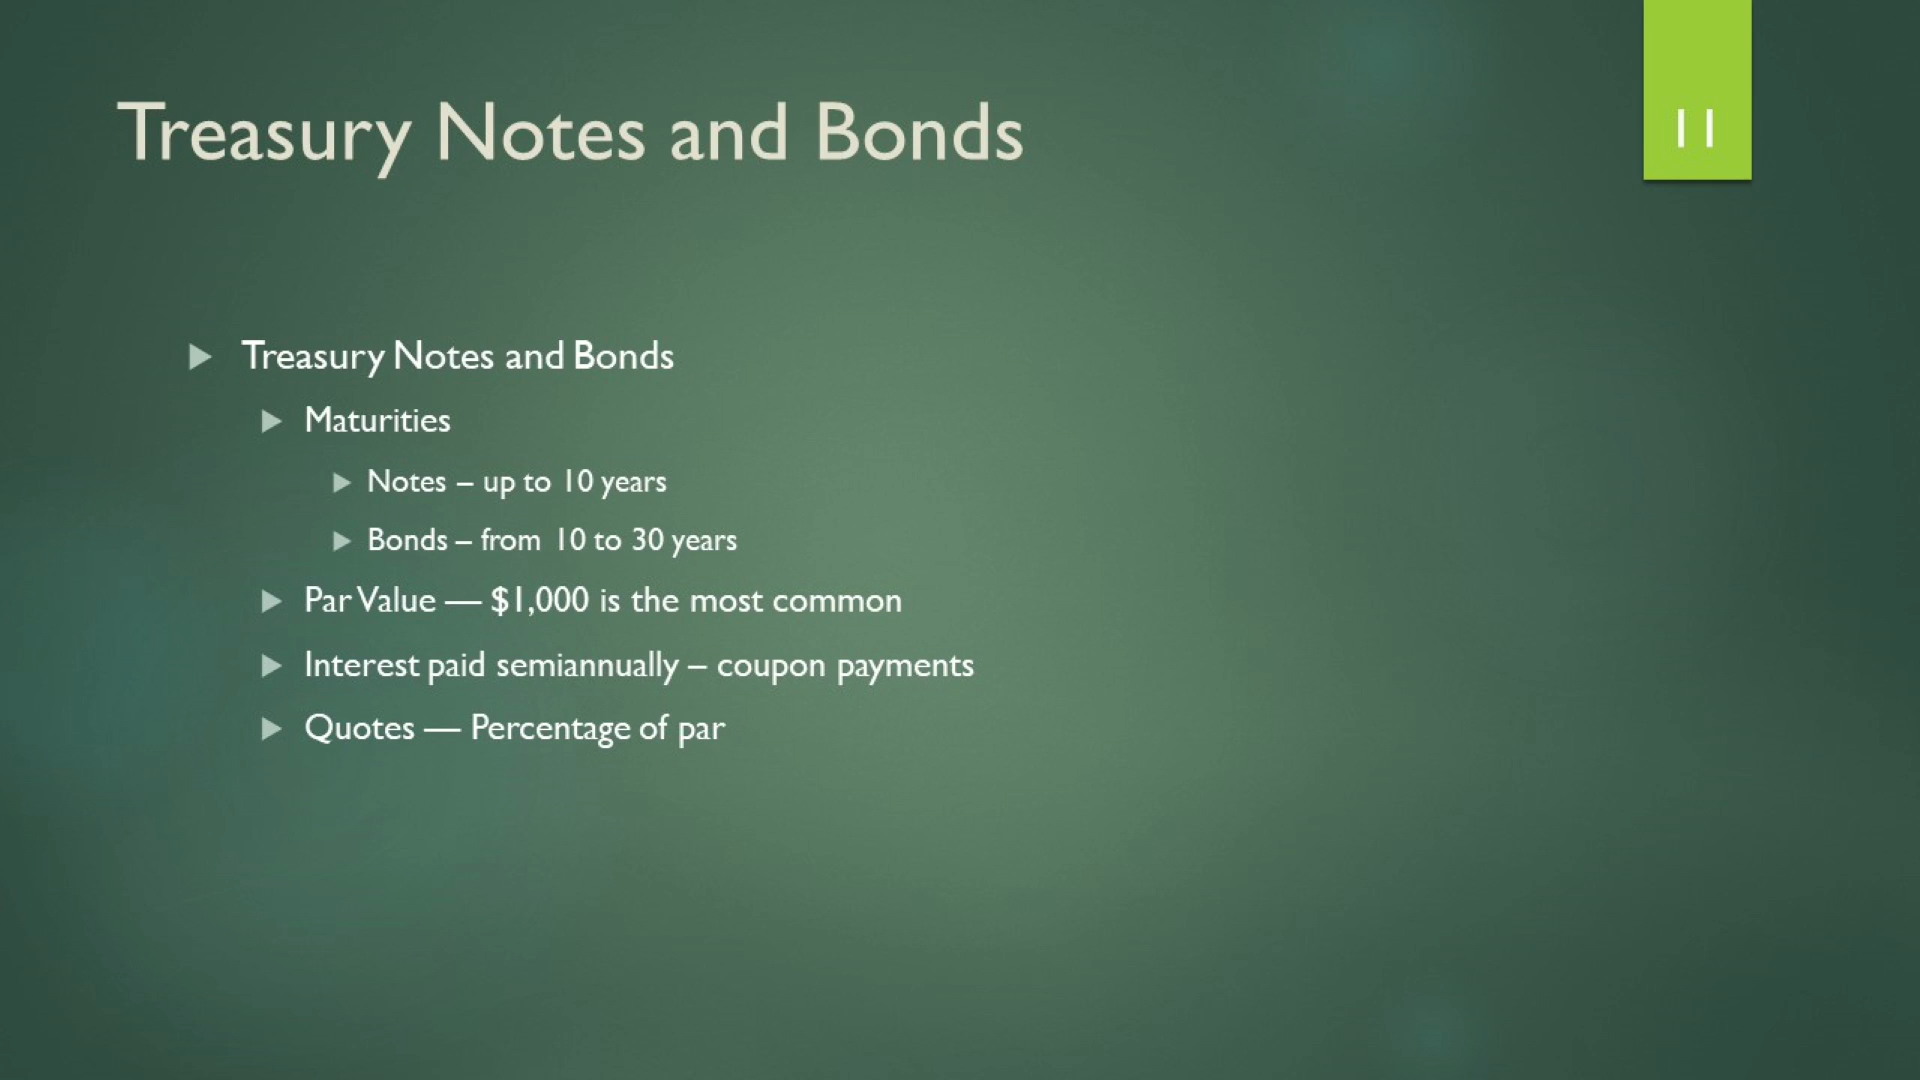 Treasury Notes and Bonds
11
Treasury Notes and Bonds
Maturities
Notes – up to 10 years
Bonds – from 10 to 30 years
Par Value — $1,000 is the most common
Interest paid semiannually – coupon payments
Quotes — Percentage of par